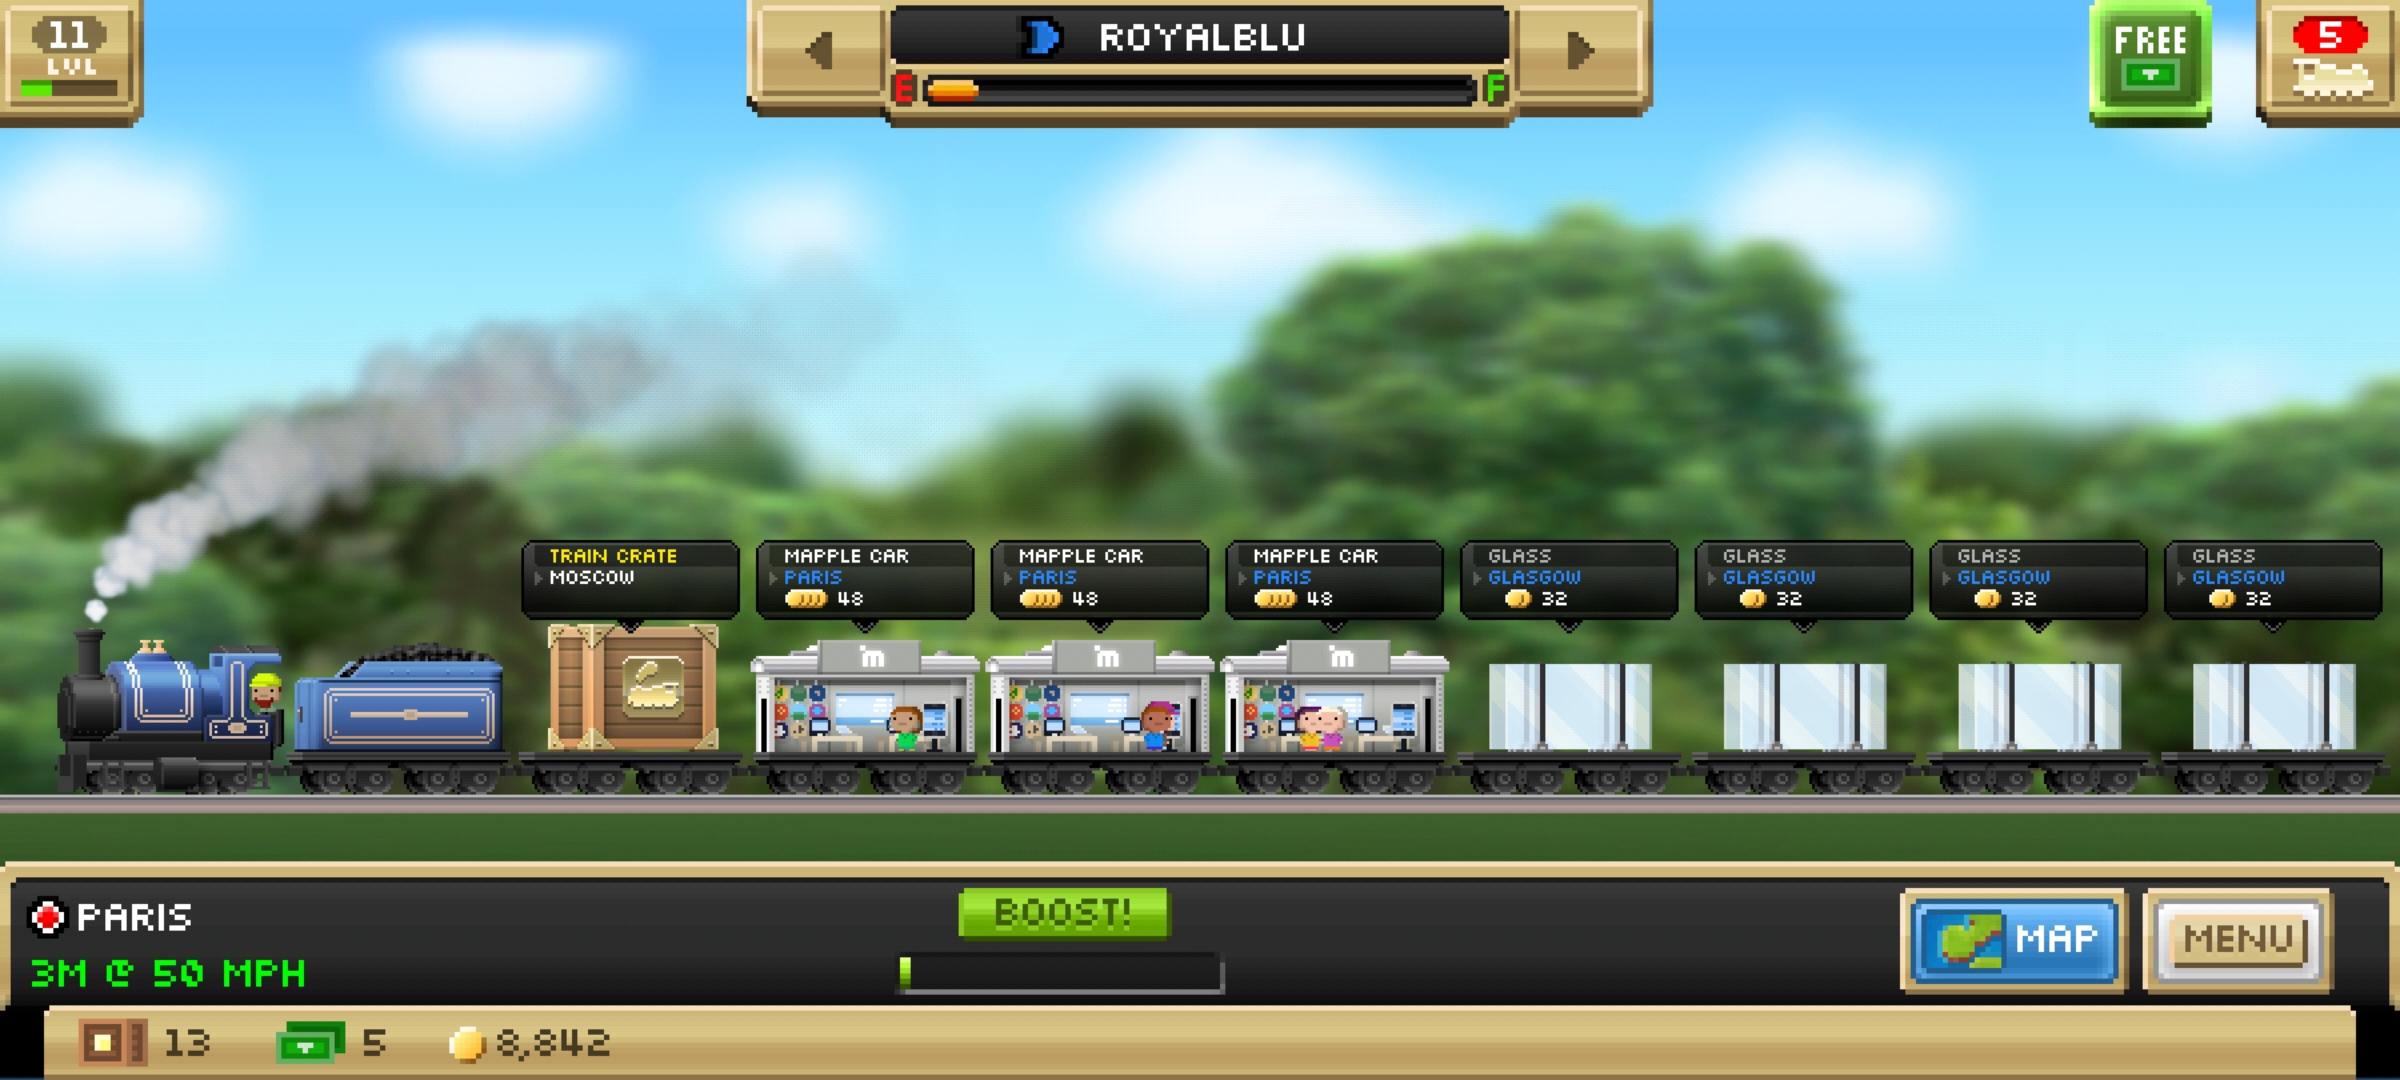 11
LVL
ROYALBLU
E F
FREE
5
TRAIN CRATE
MOSCOW
MAPPLE CAR
PARIS
48
MAPPLE CAR
PARIS
48
MAPPLE CAR
PARIS
48
GLASS
GLASGOW
32
GLASS
GLASGOW
32
GLASS
GLASGOW
32
GLASS
GLASGOW
32
m
m
m
PARIS
3M @ 50 MPH
BOOST!
MAP
MENU
13
5
8,842